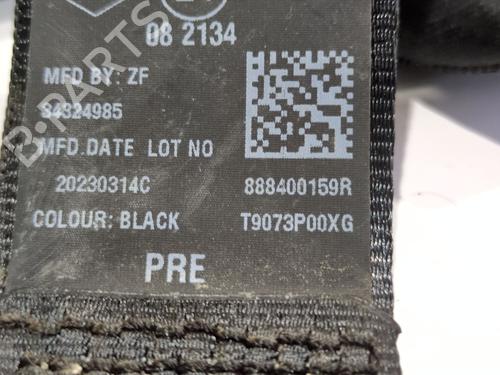 08 2134
MFD BY: ZF
34324985
MFD.DATE LOT NO
20230314C 888400159R
COLOUR: BLACK T9073P00XG
PRE
B-PARTS